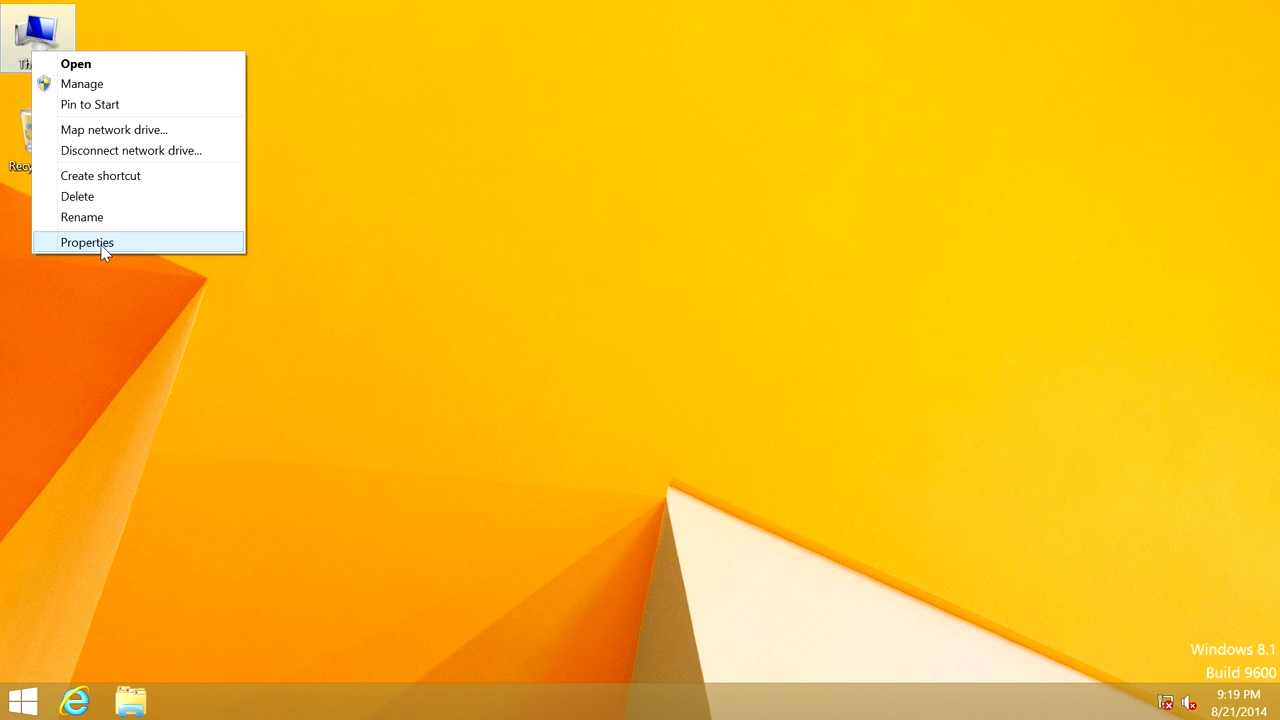 Open
Manage
Pin to Start
Map network drive...
Disconnect network drive...
Create shortcut
Delete
Rename
Properties
Windows 8.1
Build 9600
9:19 PM
8/21/2014